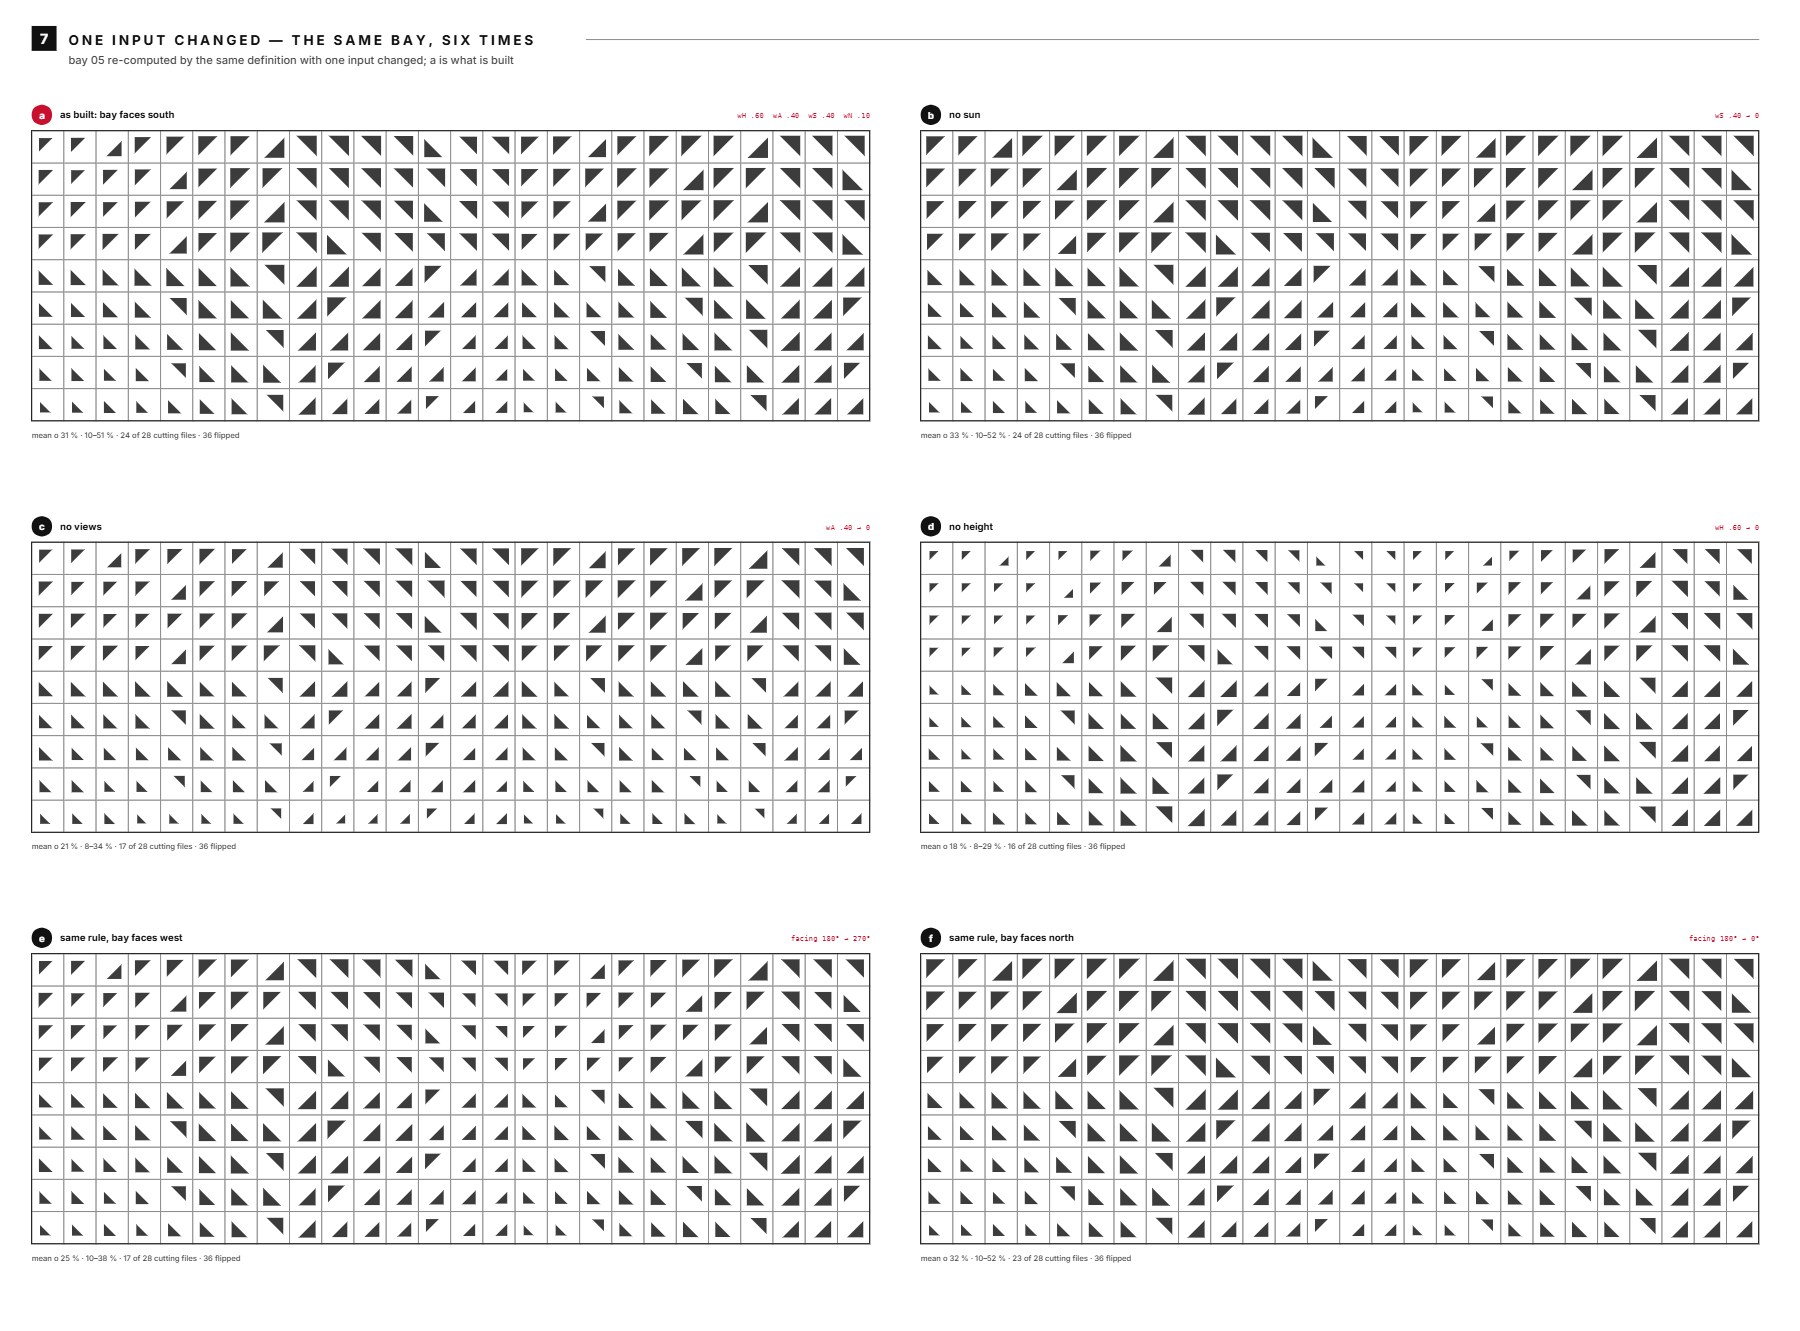 7 ONE INPUT CHANGED — THE SAME BAY, SIX TIMES
bay 05 re-computed by the same definition with one input changed; a is what is built
a as built: bay faces south wH .60 wA .40 wS .40 wN .10
b no sun wS .40 → 0
mean o 31 % · 10–51 % · 24 of 28 cutting files · 36 flipped
mean o 33 % · 10–52 % · 24 of 28 cutting files · 36 flipped
c no views wA .40 → 0
d no height wH .60 → 0
mean o 21 % · 8–34 % · 17 of 28 cutting files · 36 flipped
mean o 18 % · 8–29 % · 16 of 28 cutting files · 36 flipped
e same rule, bay faces west facing 180° → 270°
f same rule, bay faces north facing 180° → 0°
mean o 25 % · 10–38 % · 17 of 28 cutting files · 36 flipped
mean o 32 % · 10–52 % · 23 of 28 cutting files · 36 flipped